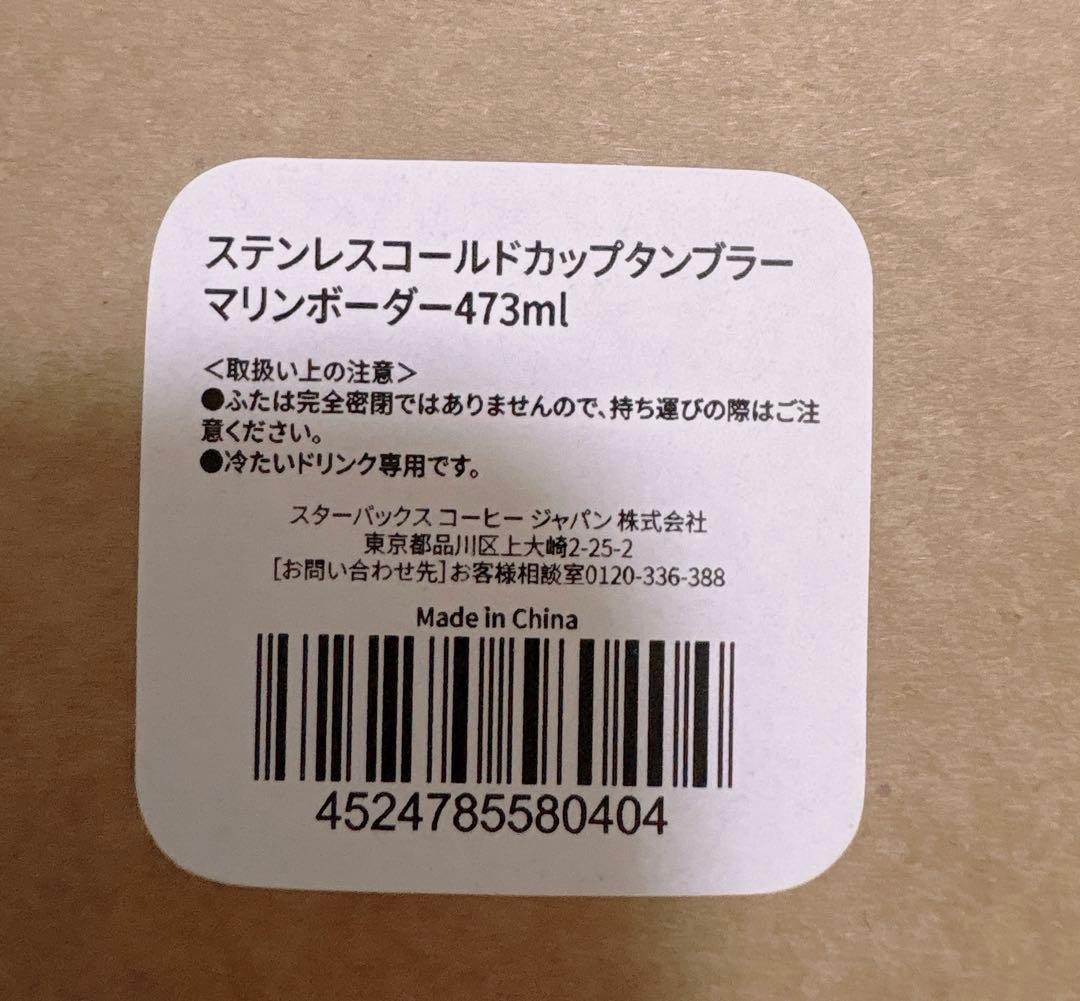 ステンレスコールドカップタンブラー
マリンボーダー473ml
＜取扱い上の注意＞
●ふたは完全密閉ではありませんので、持ち運びの際はご注
意ください。
●冷たいドリンク専用です。
スターバックス コーヒー ジャパン 株式会社
東京都品川区上大崎2-25-2
[お問い合わせ先]お客様相談室0120-336-388
Made in China
4524785580404